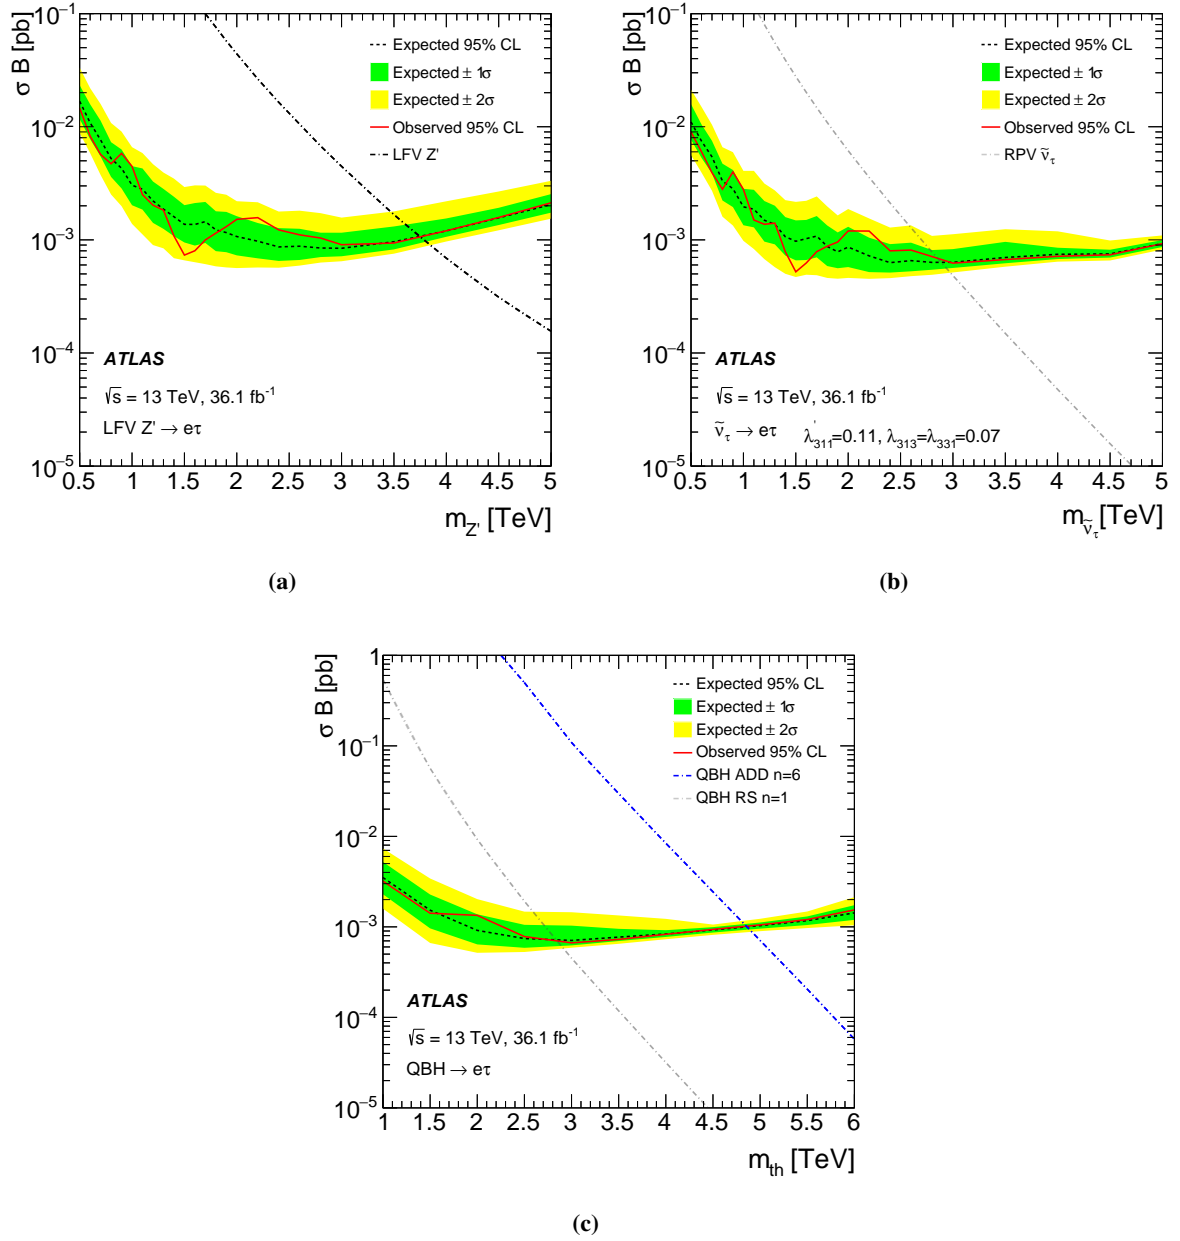 σ B [pb]
10⁻¹
10⁻²
10⁻³
10⁻⁴
10⁻⁵
Expected 95% CL
Expected ± 1σ
Expected ± 2σ
Observed 95% CL
LFV Z'
ATLAS
√s = 13 TeV, 36.1 fb⁻¹
LFV Z' → eτ
0.5 1 1.5 2 2.5 3 3.5 4 4.5 5
m_Z' [TeV]
(a)
σ B [pb]
10⁻¹
10⁻²
10⁻³
10⁻⁴
10⁻⁵
Expected 95% CL
Expected ± 1σ
Expected ± 2σ
Observed 95% CL
RPV ν̃_τ
ATLAS
√s = 13 TeV, 36.1 fb⁻¹
ν̃_τ → eτ λ'₃₁₁=0.11, λ₃₁₃=λ₃₃₁=0.07
0.5 1 1.5 2 2.5 3 3.5 4 4.5 5
m_ν̃_τ [TeV]
(b)
σ B [pb]
1
10⁻¹
10⁻²
10⁻³
10⁻⁴
10⁻⁵
Expected 95% CL
Expected ± 1σ
Expected ± 2σ
Observed 95% CL
QBH ADD n=6
QBH RS n=1
ATLAS
√s = 13 TeV, 36.1 fb⁻¹
QBH → eτ
1 1.5 2 2.5 3 3.5 4 4.5 5 5.5 6
m_th [TeV]
(c)